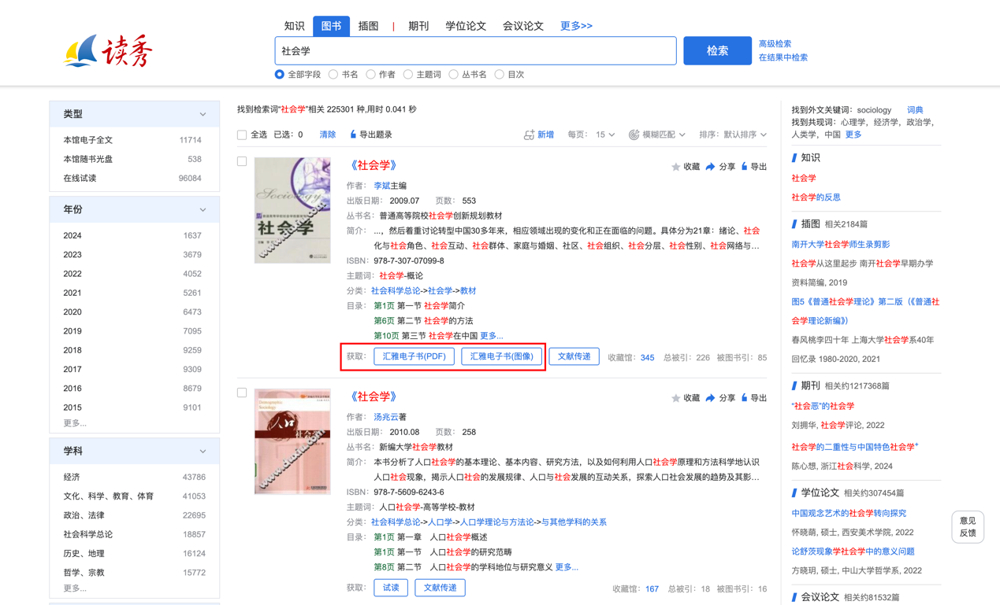 读秀
知识 图书 插图 | 期刊 学位论文 会议论文 更多>>
社会学
检索
高级检索
在结果中检索
全部字段 书名 作者 主题词 丛书名 目次
类型
本馆电子全文 11714
本馆随书光盘 538
在线试读 96084
年份
2024 1637
2023 3679
2022 4052
2021 5261
2020 6473
2019 7095
2018 9259
2017 9309
2016 8679
2015 9101
更多...
学科
经济 43786
文化、科学、教育、体育 41053
政治、法律 22695
社会科学总论 18857
历史、地理 16124
哲学、宗教 15772
更多...
找到检索词"社会学"相关 225301 种,用时 0.041 秒
全选 已选：0 清除 导出题录 新增 每页： 15 模糊匹配 排序： 默认排序
Sociology
社会学
www.duxiu.com
《社会学》
收藏 分享 导出
作者： 李斌主编
出版日期： 2009.07 页数： 553
丛书名： 普通高等院校社会学创新规划教材
简介： ...，然后着重讨论转型中国30多年来，相应领域出现的变化和正在面临的问题。具体分为21章：绪论、社会
化与社会角色、社会互动、社会群体、家庭与婚姻、社区、社会组织、社会分层、社会性别、社会网络与...
ISBN： 978-7-307-07099-8
主题词： 社会学-概论
分类： 社会科学总论->社会学->教材
目录： 第1页 第一节 社会学简介
第6页 第二节 社会学的方法
第10页 第三节 社会学在中国 更多...
获取： 汇雅电子书(PDF) 汇雅电子书(图像) 文献传递 收藏馆： 345 总被引： 226 被图书引： 85
Demographic
Sociology
人口
社会学
www.duxiu.com
《社会学》
收藏 分享 导出
作者： 汤兆云著
出版日期： 2010.08 页数： 258
丛书名： 新编大学社会学教材
简介： 本书分析了人口社会学的基本理论、基本内容、研究方法，以及如何利用人口社会学原理和方法科学地认识
人口社会现象，揭示人口社会的发展规律、人口与社会发展的互动关系，探索人口社会发展的趋势及其影...
ISBN： 978-7-5609-6243-6
主题词： 人口社会学-高等学校-教材
分类： 社会科学总论->人口学->人口学理论与方法论->与其他学科的关系
目录： 第1页 第一章 人口社会学概述
第1页 第一节 人口社会学的研究范畴
第8页 第二节 人口社会学的学科地位与研究意义 更多...
获取： 试读 文献传递 收藏馆： 167 总被引： 18 被图书引： 16
找到外文关键词： sociology 词典
找到共现词：心理学，经济学，政治学，
人类学，中国 更多
知识
社会学
社会学的反思
插图 相关2184篇
南开大学社会学师生录剪影
社会学从这里起步 南开社会学早期办学
资料简编, 2019
图5《普通社会学理论》第二版（《普通社
会学理论新编》）
春风桃李四十年 上海大学社会学系40年
回忆录 1980-2020, 2021
期刊 相关约1217368篇
“社会恶”的社会学
刘拥华, 社会学评论, 2022
社会学的二重性与中国特色社会学*
陈心想, 浙江社会科学, 2024
学位论文 相关约307454篇
中国观念艺术的社会学转向探究
怀晓萌, 硕士, 西安美术学院, 2022
论舒茨现象学社会学中的意义问题
方晓玥, 硕士, 中山大学哲学系, 2022
会议论文 相关约81532篇
意见
反馈